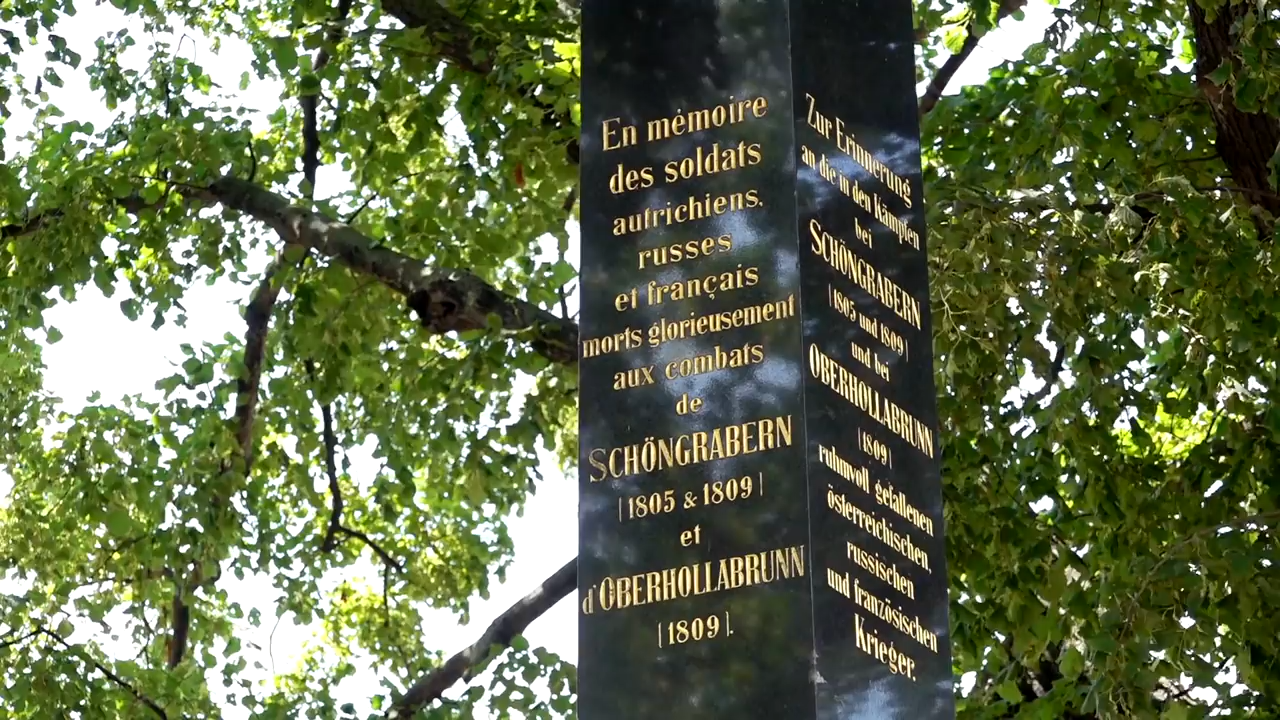 En mémoire
des soldats
autrichiens,
russes
et français
morts glorieusement
aux combats
de
SCHÖNGRABERN
(1805 & 1809)
et
d'OBERHOLLABRUNN
(1809).
Zur Erinnerung
an die in den Kämpfen
bei
SCHÖNGRABERN
(1805 und 1809)
und bei
OBERHOLLABRUNN
(1809)
ruhmvoll gefallenen
österreichischen,
russischen
und französischen
Krieger.